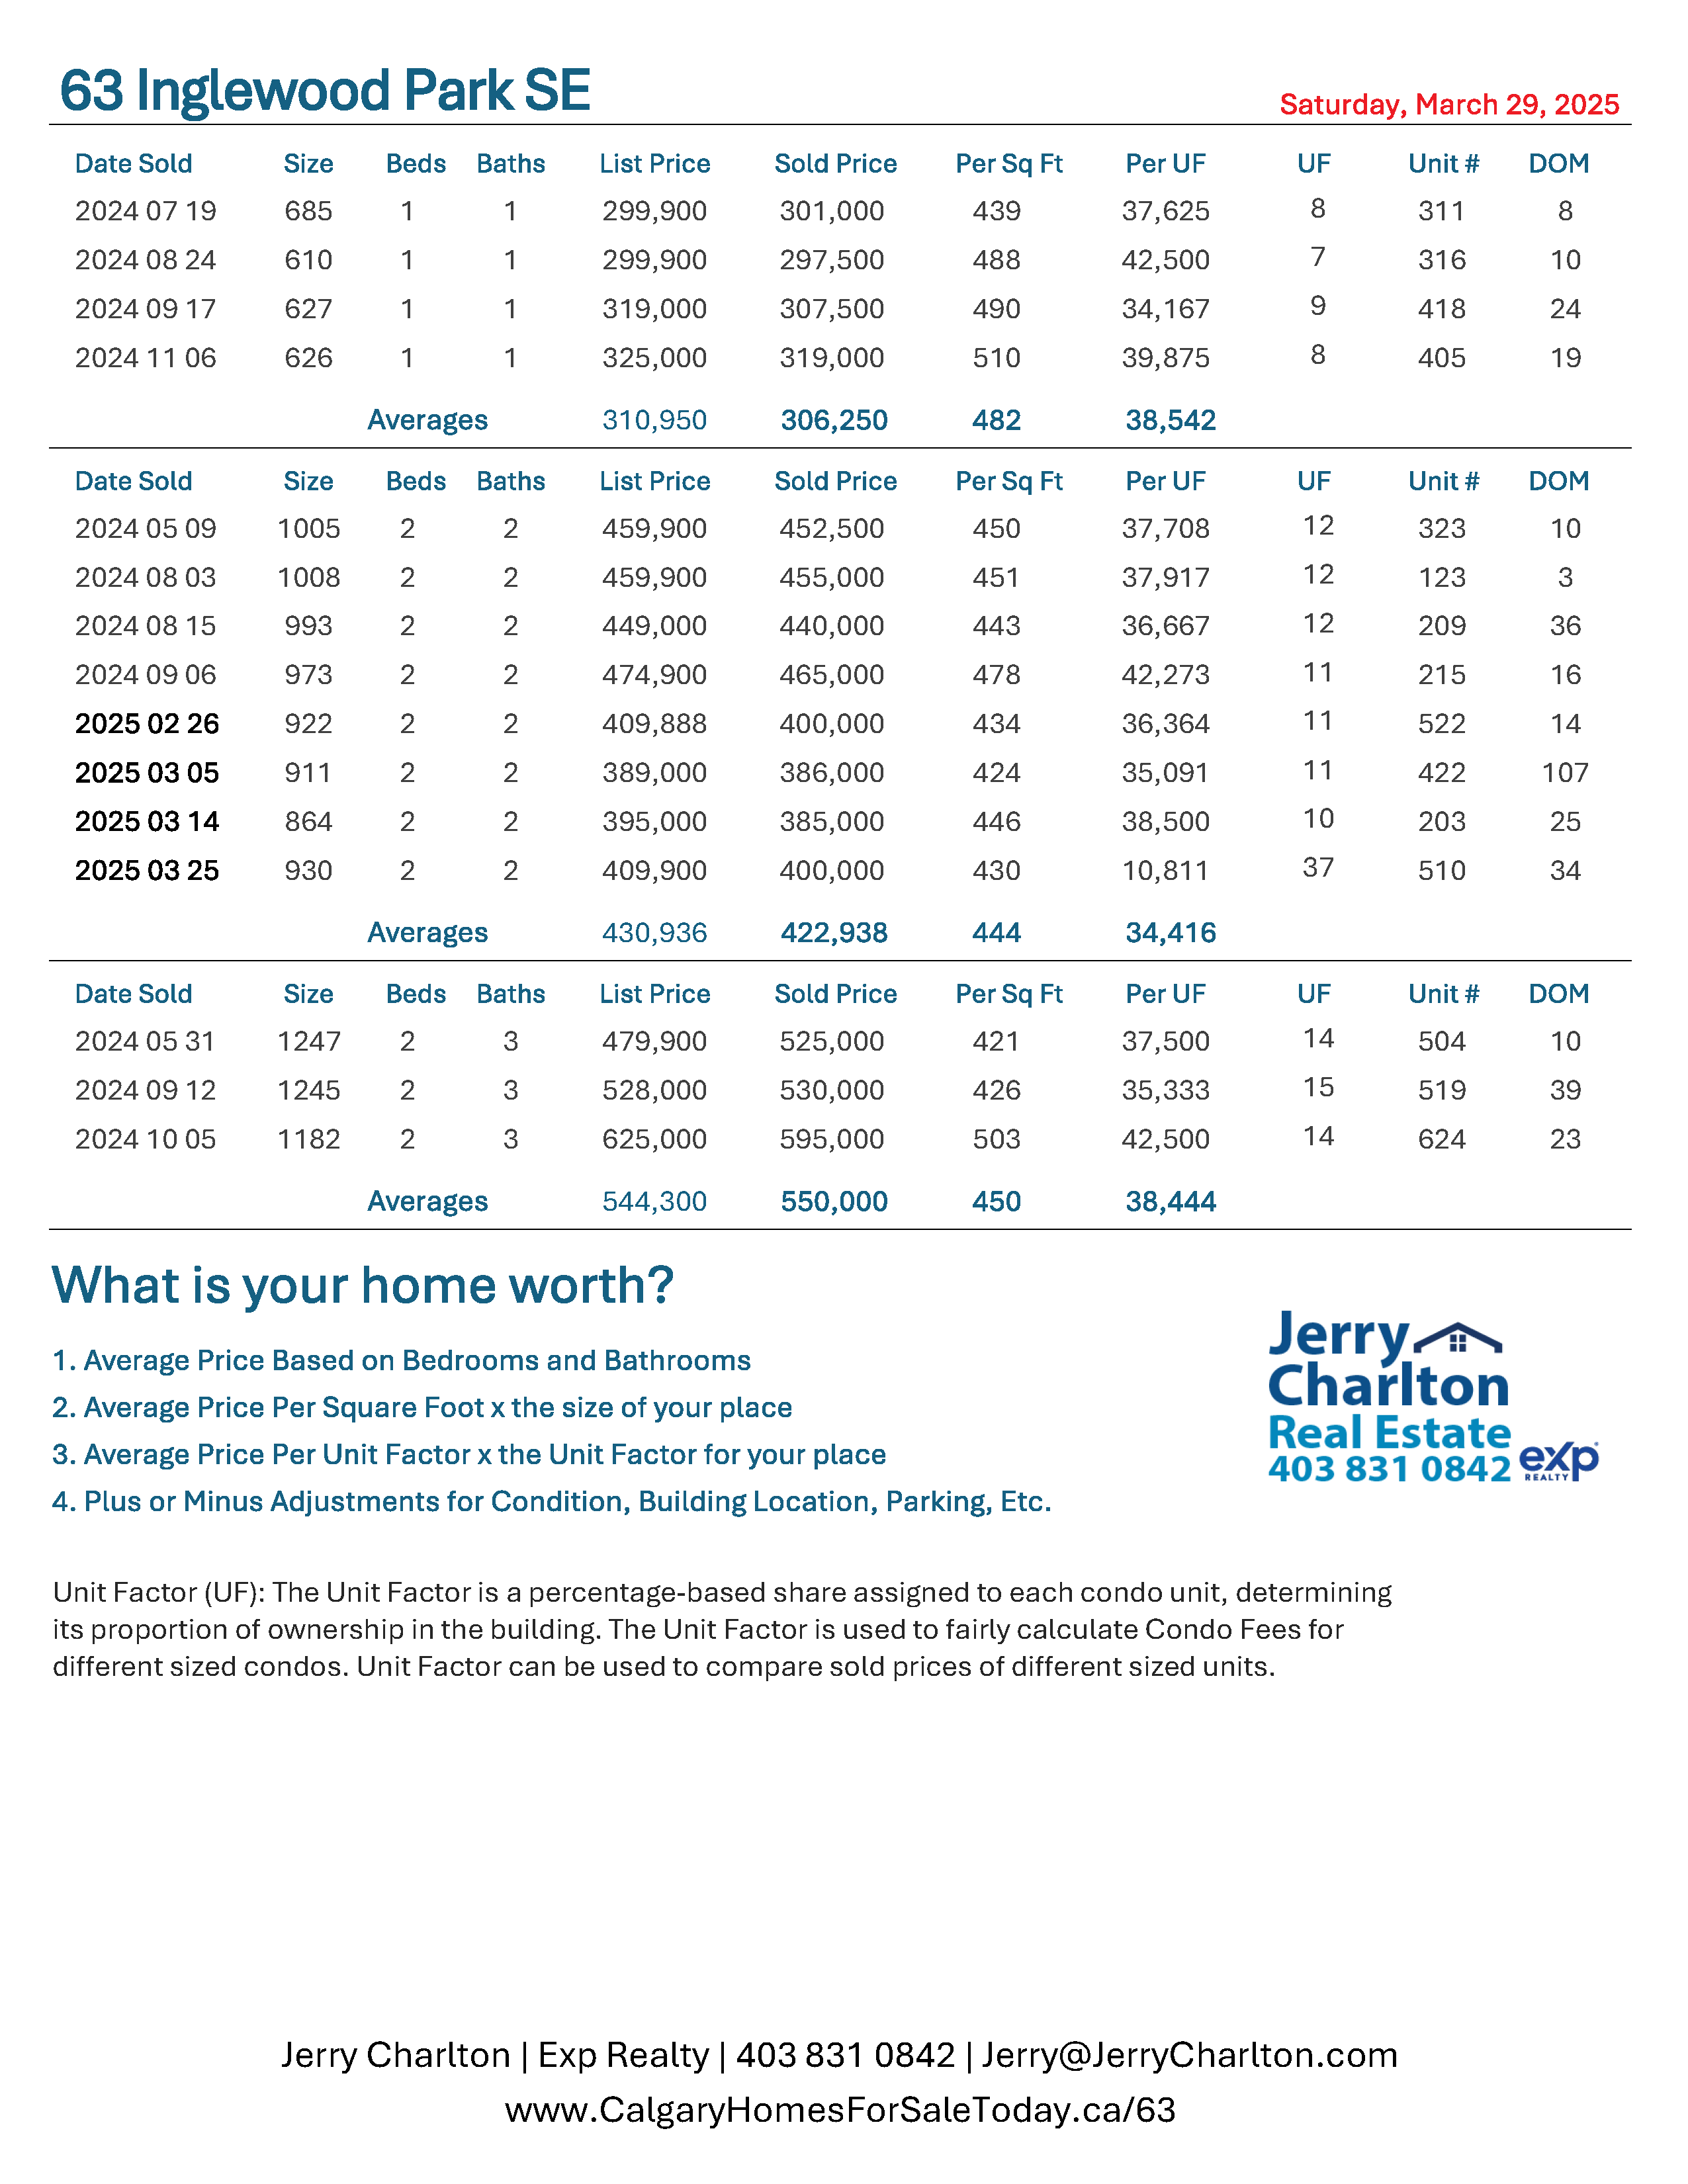 63 Inglewood Park SE
Saturday, March 29, 2025
Date Sold Size Beds Baths List Price Sold Price Per Sq Ft Per UF UF Unit # DOM
2024 07 19 685 1 1 299,900 301,000 439 37,625 8 311 8
2024 08 24 610 1 1 299,900 297,500 488 42,500 7 316 10
2024 09 17 627 1 1 319,000 307,500 490 34,167 9 418 24
2024 11 06 626 1 1 325,000 319,000 510 39,875 8 405 19
Averages 310,950 306,250 482 38,542
Date Sold Size Beds Baths List Price Sold Price Per Sq Ft Per UF UF Unit # DOM
2024 05 09 1005 2 2 459,900 452,500 450 37,708 12 323 10
2024 08 03 1008 2 2 459,900 455,000 451 37,917 12 123 3
2024 08 15 993 2 2 449,000 440,000 443 36,667 12 209 36
2024 09 06 973 2 2 474,900 465,000 478 42,273 11 215 16
2025 02 26 922 2 2 409,888 400,000 434 36,364 11 522 14
2025 03 05 911 2 2 389,000 386,000 424 35,091 11 422 107
2025 03 14 864 2 2 395,000 385,000 446 38,500 10 203 25
2025 03 25 930 2 2 409,900 400,000 430 10,811 37 510 34
Averages 430,936 422,938 444 34,416
Date Sold Size Beds Baths List Price Sold Price Per Sq Ft Per UF UF Unit # DOM
2024 05 31 1247 2 3 479,900 525,000 421 37,500 14 504 10
2024 09 12 1245 2 3 528,000 530,000 426 35,333 15 519 39
2024 10 05 1182 2 3 625,000 595,000 503 42,500 14 624 23
Averages 544,300 550,000 450 38,444
What is your home worth?
1. Average Price Based on Bedrooms and Bathrooms
2. Average Price Per Square Foot x the size of your place
3. Average Price Per Unit Factor x the Unit Factor for your place
4. Plus or Minus Adjustments for Condition, Building Location, Parking, Etc.
Jerry
Charlton
Real Estate
403 831 0842
exp
REALTY
Unit Factor (UF): The Unit Factor is a percentage-based share assigned to each condo unit, determining
its proportion of ownership in the building. The Unit Factor is used to fairly calculate Condo Fees for
different sized condos. Unit Factor can be used to compare sold prices of different sized units.
Jerry Charlton | Exp Realty | 403 831 0842 | Jerry@JerryCharlton.com
www.CalgaryHomesForSaleToday.ca/63